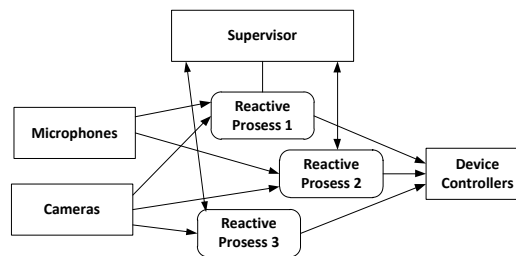 Supervisor
Reactive
Prosess 1
Microphones
Reactive
Prosess 2
Device
Controllers
Cameras
Reactive
Prosess 3